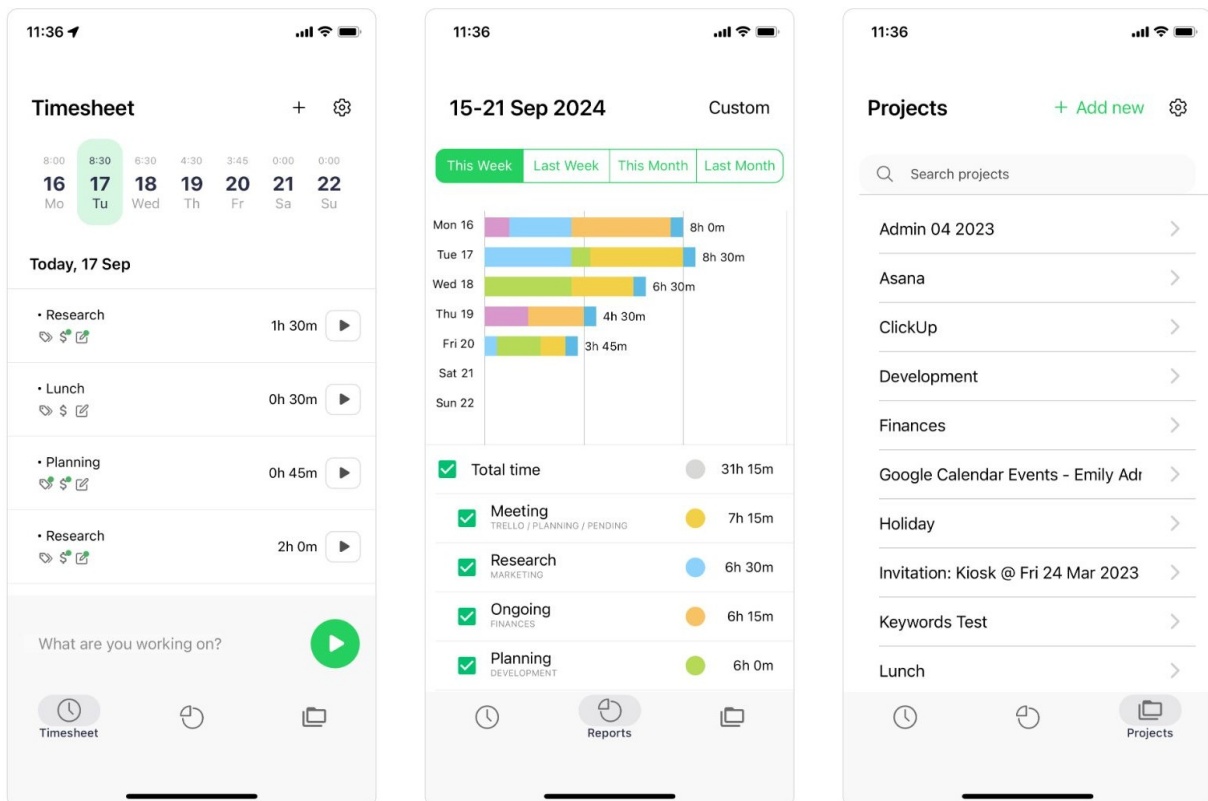 11:36
Timesheet
8:00 8:30 6:30 4:30 3:45 0:00 0:00
16 17 18 19 20 21 22
Mo Tu Wed Th Fr Sa Su
Today, 17 Sep
• Research
1h 30m
• Lunch
0h 30m
• Planning
0h 45m
• Research
2h 0m
What are you working on?
Timesheet
11:36
15-21 Sep 2024 Custom
This Week Last Week This Month Last Month
Mon 16 8h 0m
Tue 17 8h 30m
Wed 18 6h 30m
Thu 19 4h 30m
Fri 20 3h 45m
Sat 21
Sun 22
Total time 31h 15m
Meeting 7h 15m
TRELLO / PLANNING / PENDING
Research 6h 30m
MARKETING
Ongoing 6h 15m
FINANCES
Planning 6h 0m
DEVELOPMENT
Reports
11:36
Projects + Add new
Search projects
Admin 04 2023
Asana
ClickUp
Development
Finances
Google Calendar Events - Emily Adr
Holiday
Invitation: Kiosk @ Fri 24 Mar 2023
Keywords Test
Lunch
Projects